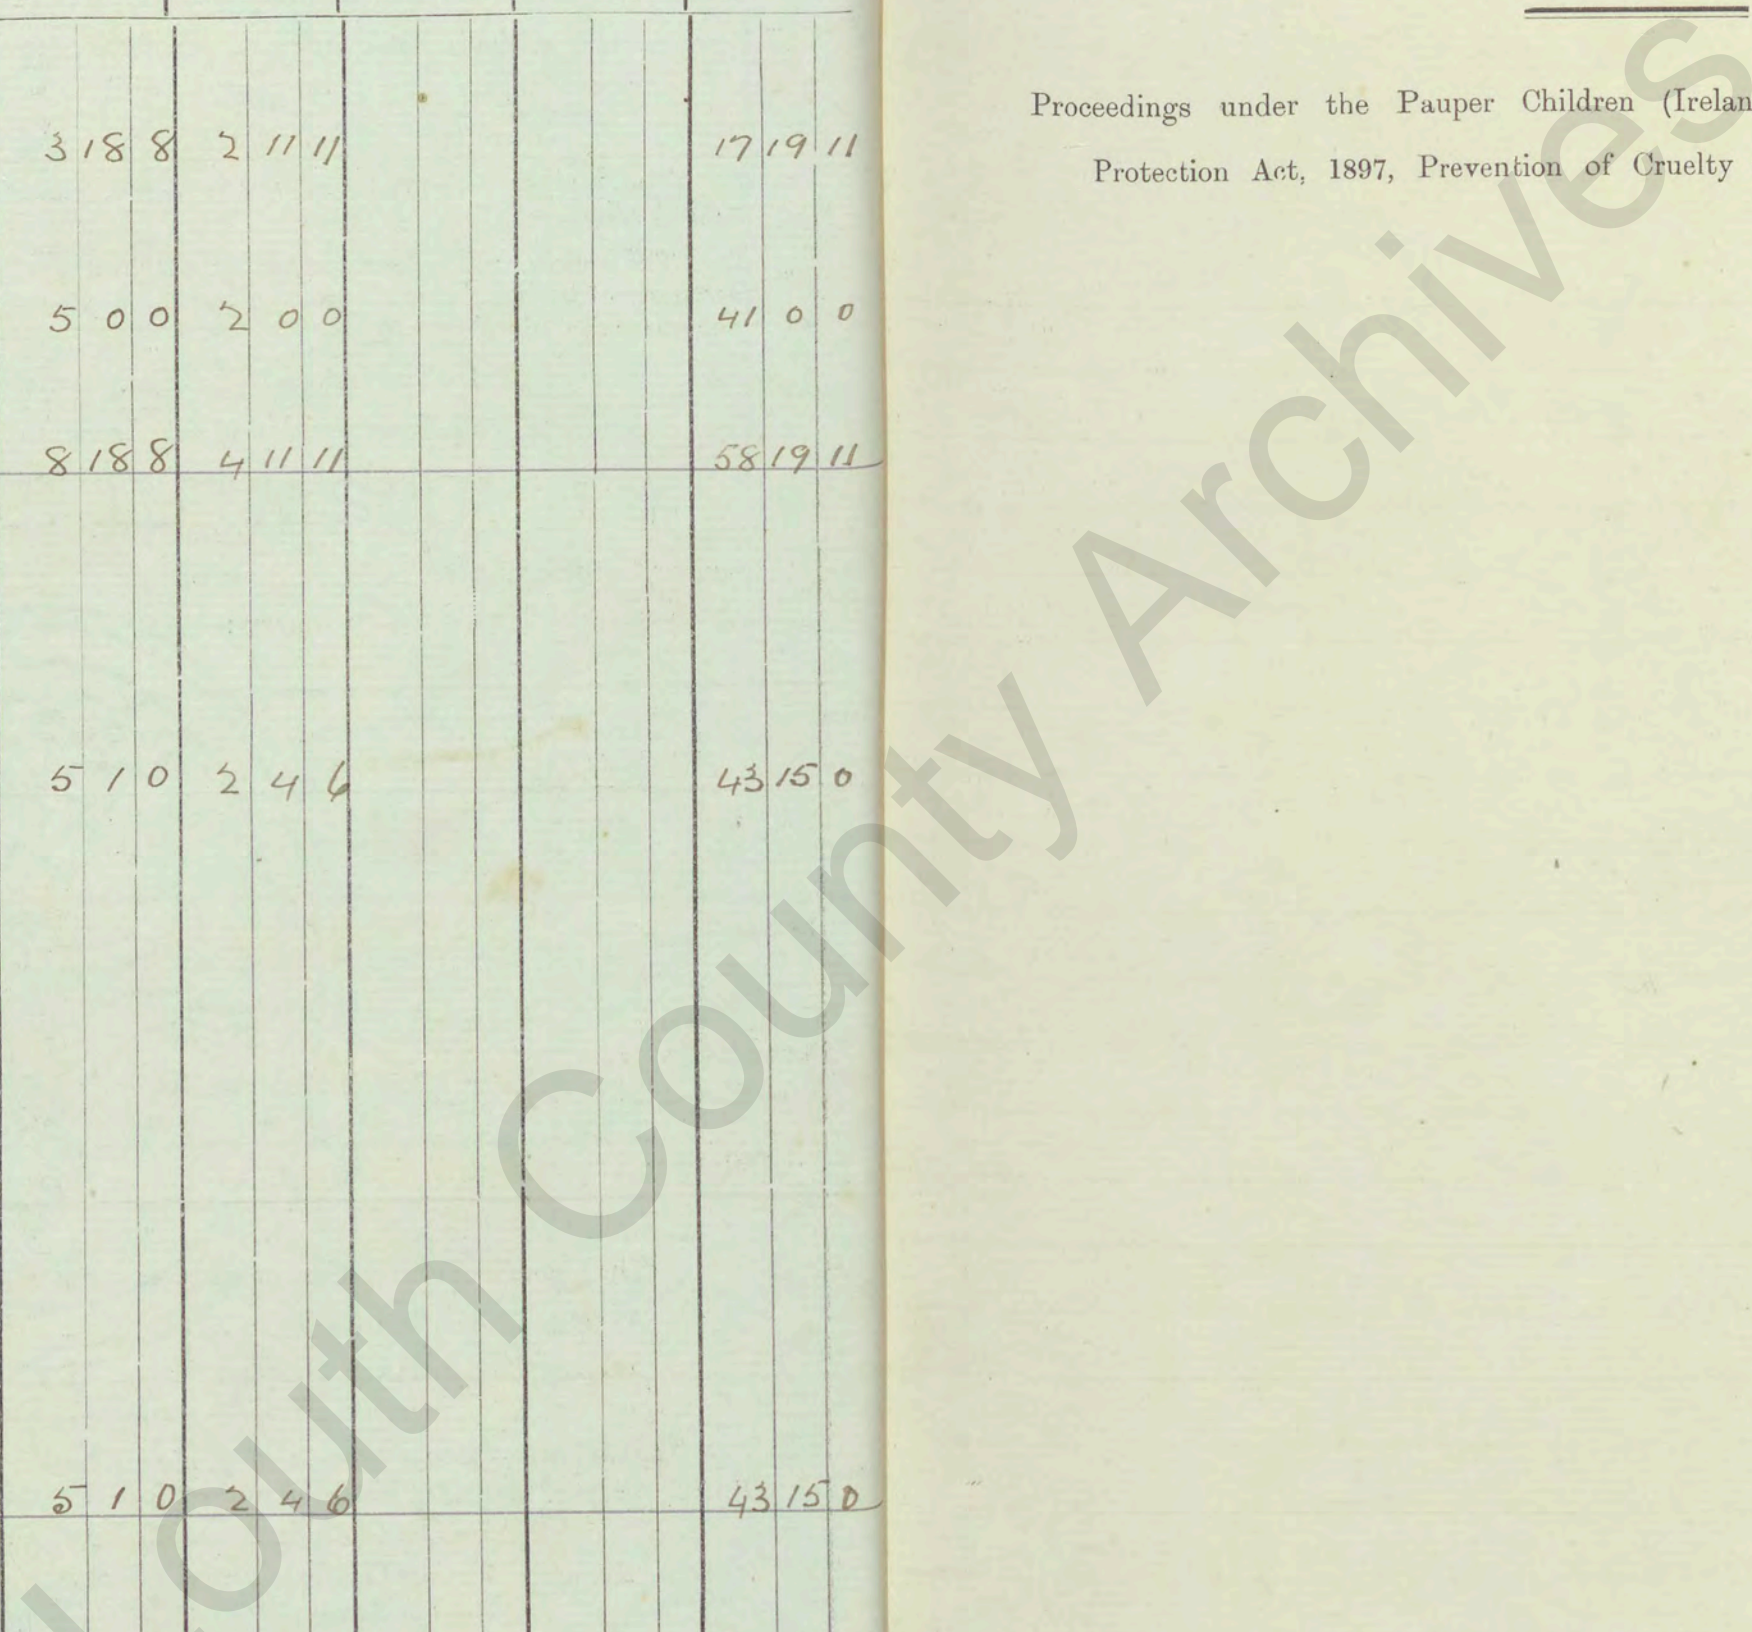 3 18 8 2 11 11 17 19 11
5 0 0 2 0 0 41 0 0
8 18 8 4 11 11 58 19 11
5 1 0 2 4 6 43 15 0
5 1 0 2 4 6 43 15 0
Proceedings under the Pauper Children (Irelan
Protection Act, 1897, Prevention of Cruelty
outh County Archives